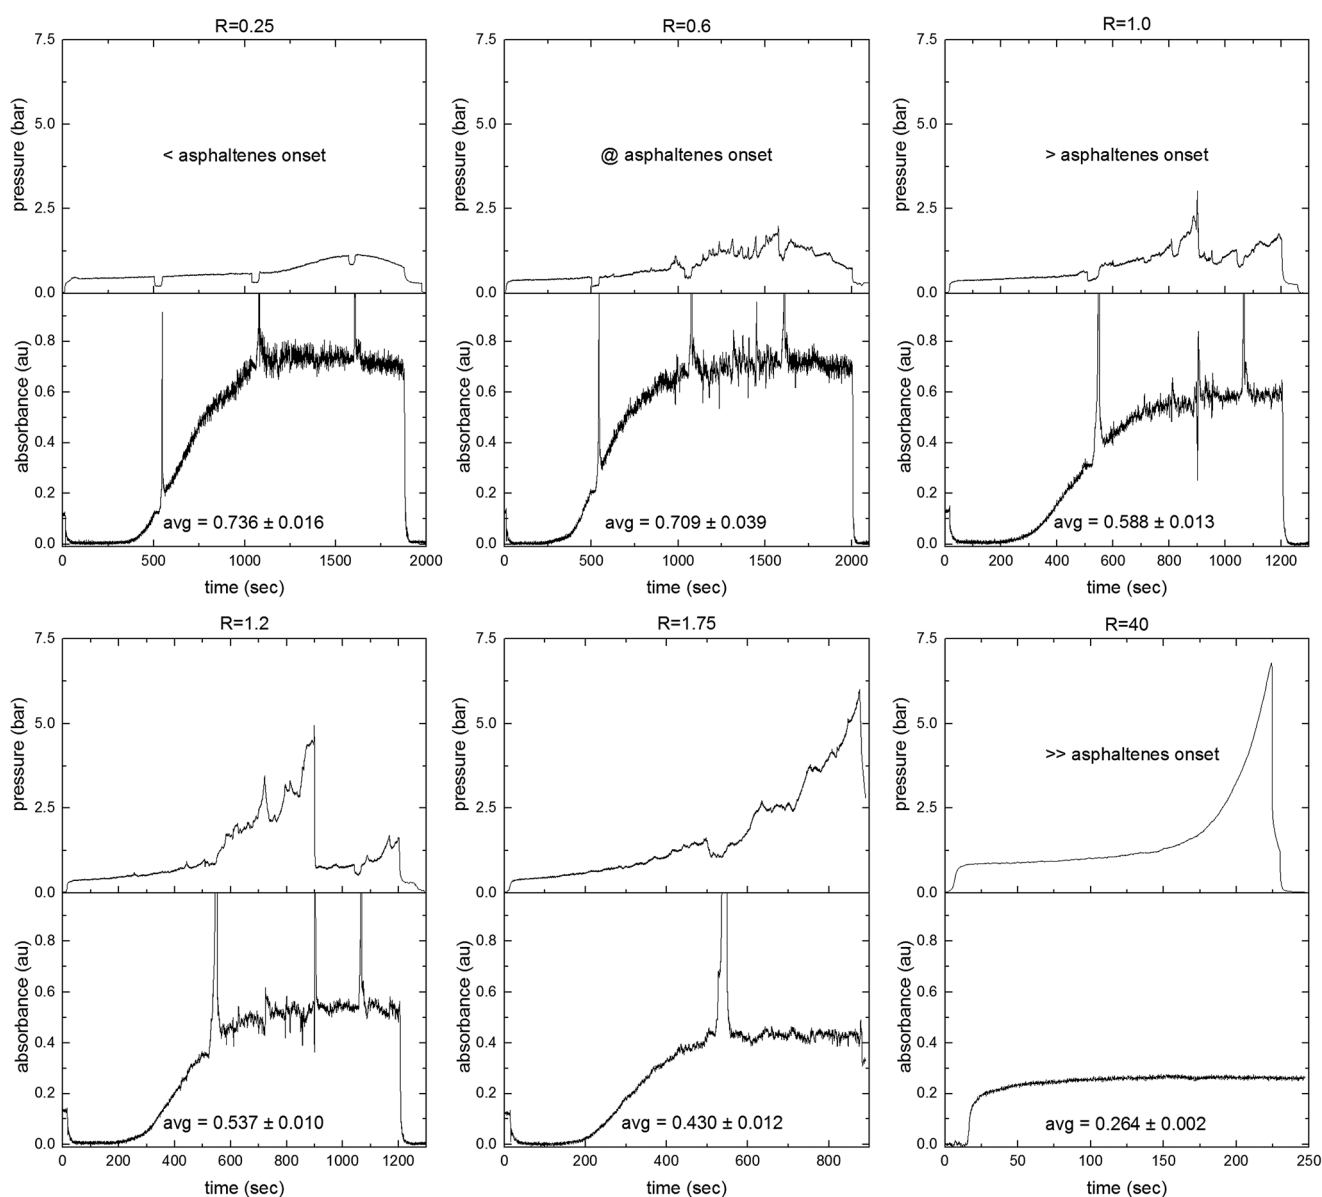 R=0.25
R=0.6
R=1.0
7.5
5.0
2.5
0.0
pressure (bar)
< asphaltenes onset
7.5
5.0
2.5
0.0
pressure (bar)
@ asphaltenes onset
7.5
5.0
2.5
0.0
pressure (bar)
> asphaltenes onset
0.8
0.6
0.4
0.2
0.0
absorbance (au)
avg = 0.736 ± 0.016
0 500 1000 1500 2000
time (sec)
0.8
0.6
0.4
0.2
0.0
absorbance (au)
avg = 0.709 ± 0.039
0 500 1000 1500 2000
time (sec)
0.8
0.6
0.4
0.2
0.0
absorbance (au)
avg = 0.588 ± 0.013
0 200 400 600 800 1000 1200
time (sec)
R=1.2
R=1.75
R=40
7.5
5.0
2.5
0.0
pressure (bar)
7.5
5.0
2.5
0.0
pressure (bar)
7.5
5.0
2.5
0.0
pressure (bar)
>> asphaltenes onset
0.8
0.6
0.4
0.2
0.0
absorbance (au)
avg = 0.537 ± 0.010
0 200 400 600 800 1000 1200
time (sec)
0.8
0.6
0.4
0.2
0.0
absorbance (au)
avg = 0.430 ± 0.012
0 200 400 600 800
time (sec)
0.8
0.6
0.4
0.2
0.0
absorbance (au)
avg = 0.264 ± 0.002
0 50 100 150 200 250
time (sec)